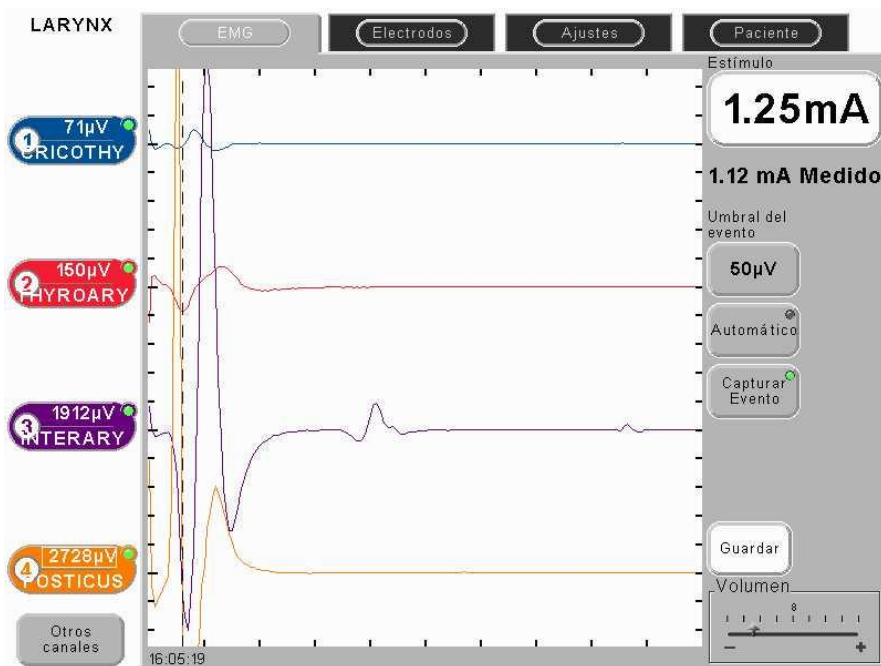 LARYNX
EMG
Electrodos
Ajustes
Paciente
Estímulo
1.25mA
1.12 mA Medido
Umbral del
evento
50µV
Automático
Capturar
Evento
1
71µV
CRICOTHY
2
150µV
THYROARY
3
1912µV
INTERARY
4
2728µV
POSTICUS
Otros
canales
16:05:19
Guardar
Volumen
8